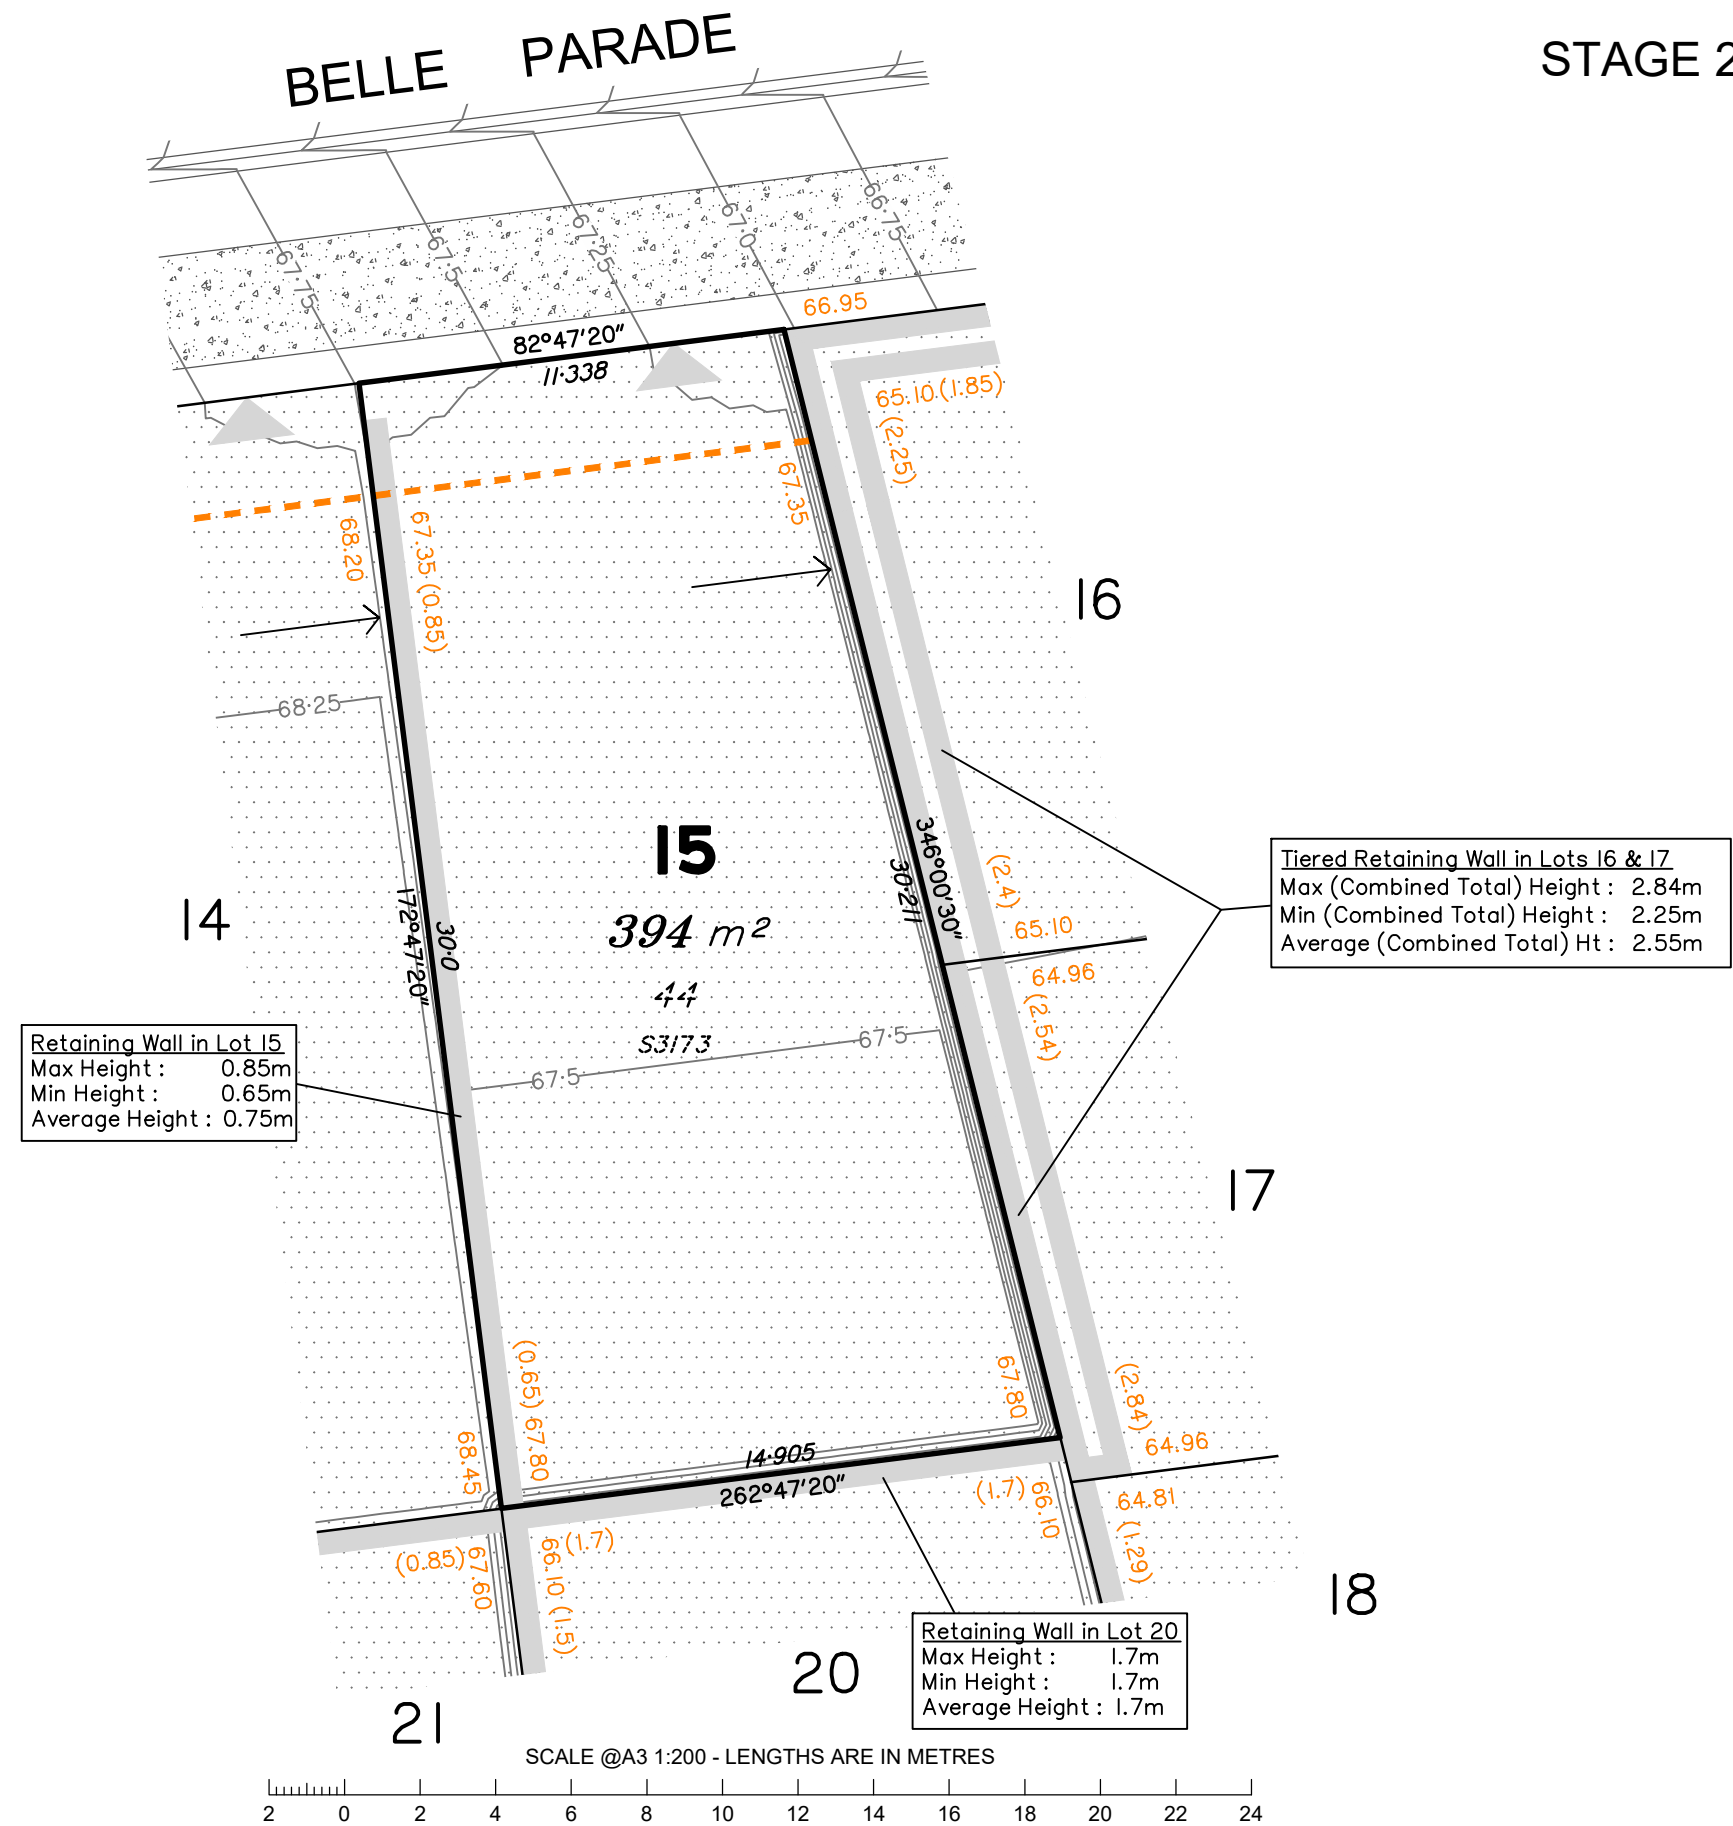 BELLE PARADE
STAGE 2
67·75
67·5
67·25
67·0
66·75
66.95
82°47'20"
11·338
65.10 (1.85)
(2.25)
67.35
68.20
67.35 (0.85)
16
68·25
15
394 m²
44
S3173
14
172°47'20"
30·0
346°00'30"
30·211
(2.4)
65.10
64.96
(2.54)
Tiered Retaining Wall in Lots 16 & 17
Max (Combined Total) Height : 2.84m
Min (Combined Total) Height : 2.25m
Average (Combined Total) Ht : 2.55m
Retaining Wall in Lot 15
Max Height : 0.85m
Min Height : 0.65m
Average Height : 0.75m
67·5
67·5
17
(0.65) 67.80
68.45
67.80
(2.84)
64.96
14·905
262°47'20"
(1.7)
66.10
64.81
(1.29)
(0.85)
67.60
66.10 (1.5)
(1.7)
18
Retaining Wall in Lot 20
Max Height : 1.7m
Min Height : 1.7m
Average Height : 1.7m
20
21
SCALE @A3 1:200 - LENGTHS ARE IN METRES
2 0 2 4 6 8 10 12 14 16 18 20 22 24